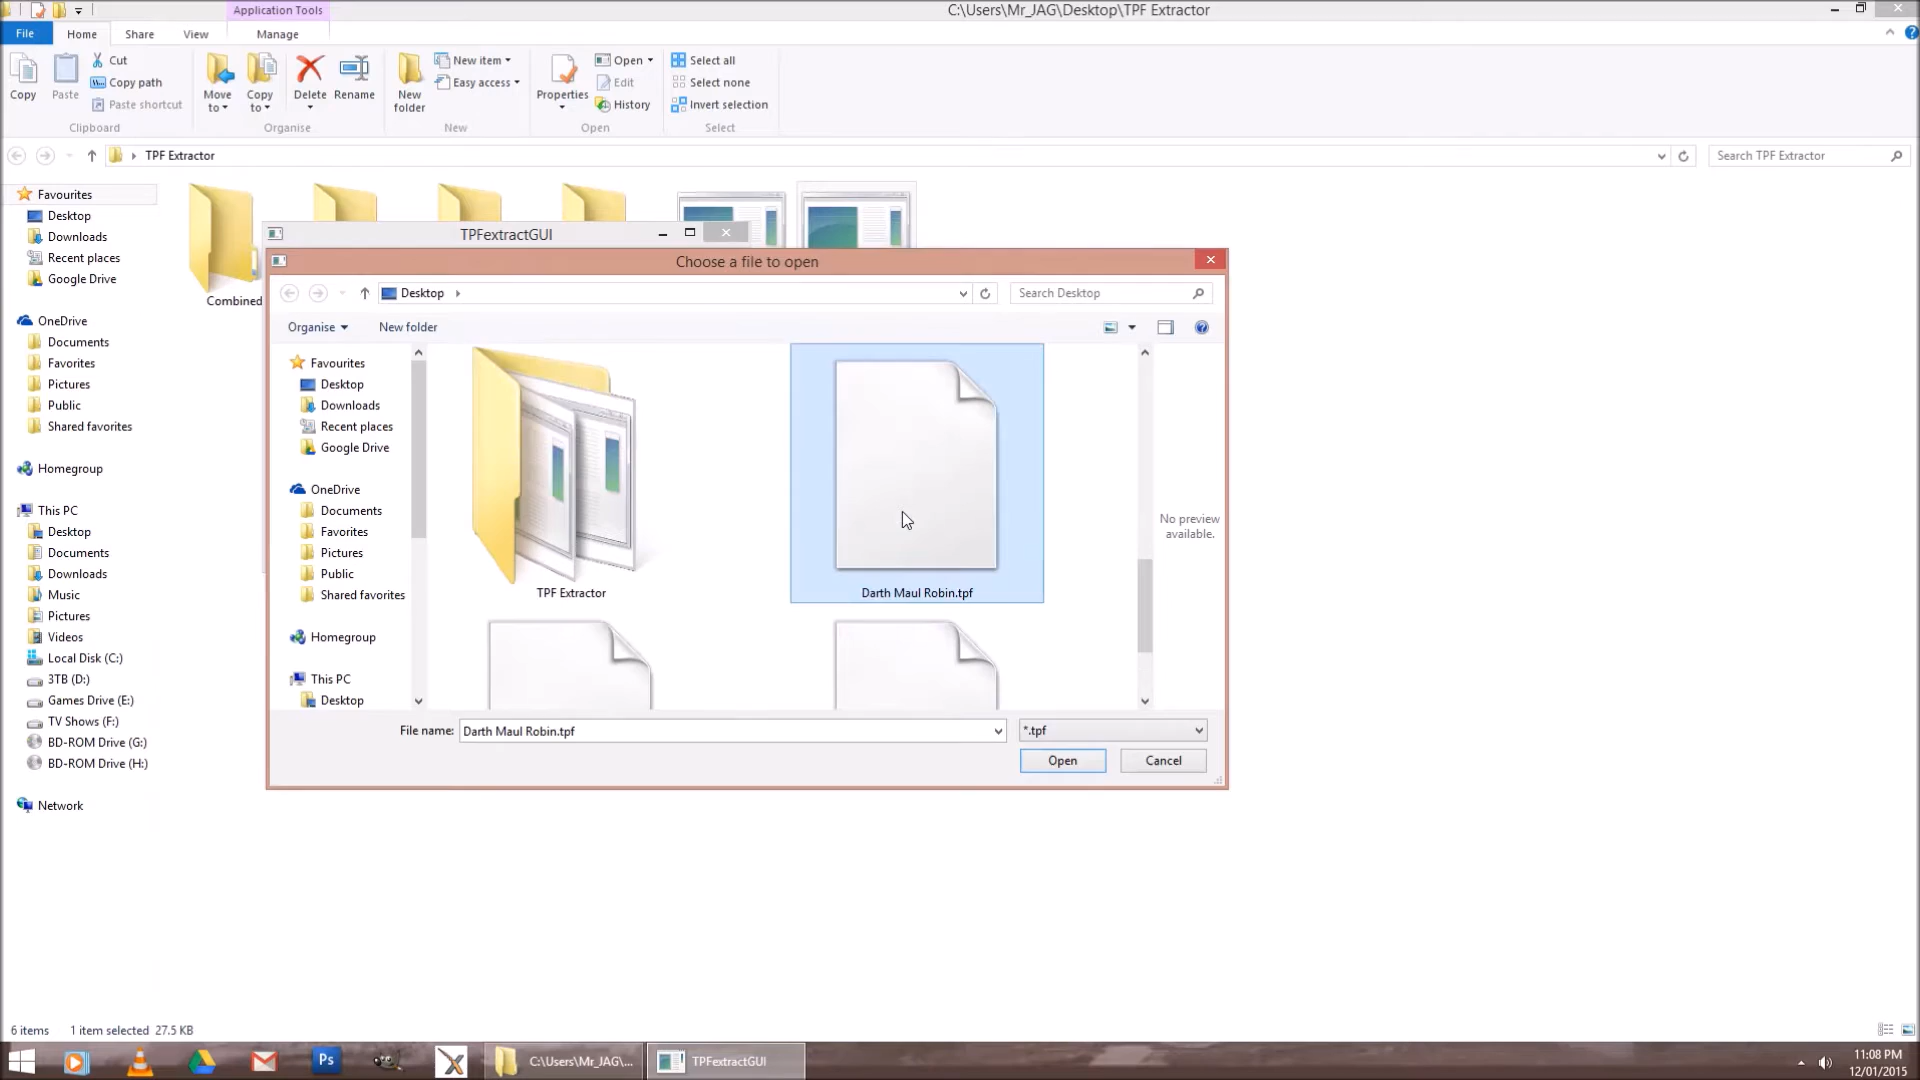 Application Tools
C:\Users\Mr_JAG\Desktop\TPF Extractor
File Home Share View Manage
Copy
Paste
Cut
Copy path
Paste shortcut
Clipboard
Move to
Copy to
Delete
Rename
Organise
New folder
New item
Easy access
New
Properties
Open
Edit
History
Open
Select all
Select none
Invert selection
Select
TPF Extractor
Search TPF Extractor
Favourites
Desktop
Downloads
Recent places
Google Drive
OneDrive
Documents
Favorites
Pictures
Public
Shared favorites
Homegroup
This PC
Desktop
Documents
Downloads
Music
Pictures
Videos
Local Disk (C:)
3TB (D:)
Games Drive (E:)
TV Shows (F:)
BD-ROM Drive (G:)
BD-ROM Drive (H:)
Network
Combined
TPFextractGUI
Choose a file to open
Desktop
Search Desktop
Organise New folder
Favourites
Desktop
Downloads
Recent places
Google Drive
OneDrive
Documents
Favorites
Pictures
Public
Shared favorites
Homegroup
This PC
Desktop
TPF Extractor
Darth Maul Robin.tpf
No preview
available.
File name: Darth Maul Robin.tpf
*.tpf
Open Cancel
6 items 1 item selected 27.5 KB
Ps
C:\Users\Mr_JAG\...
TPFextractGUI
11:08 PM
12/01/2015